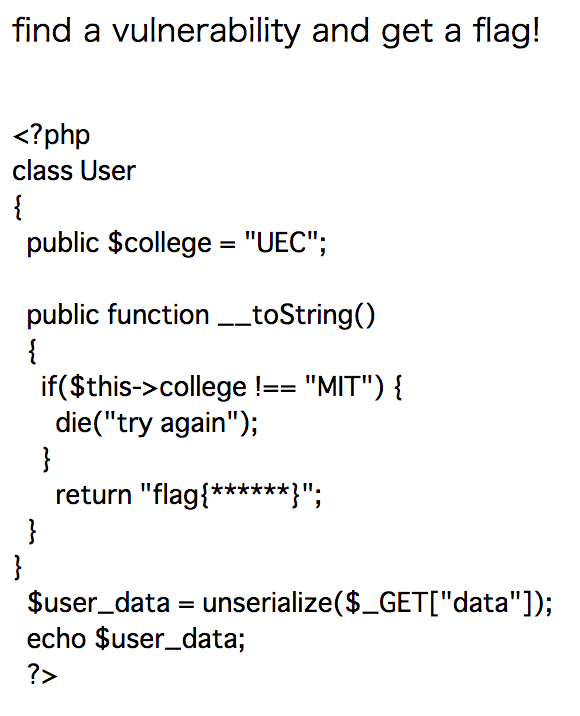 find a vulnerability and get a flag!
<?php
class User
{
public $college = "UEC";
public function __toString()
{
if($this->college !== "MIT") {
die("try again");
}
return "flag{******}";
}
}
$user_data = unserialize($_GET["data"]);
echo $user_data;
?>